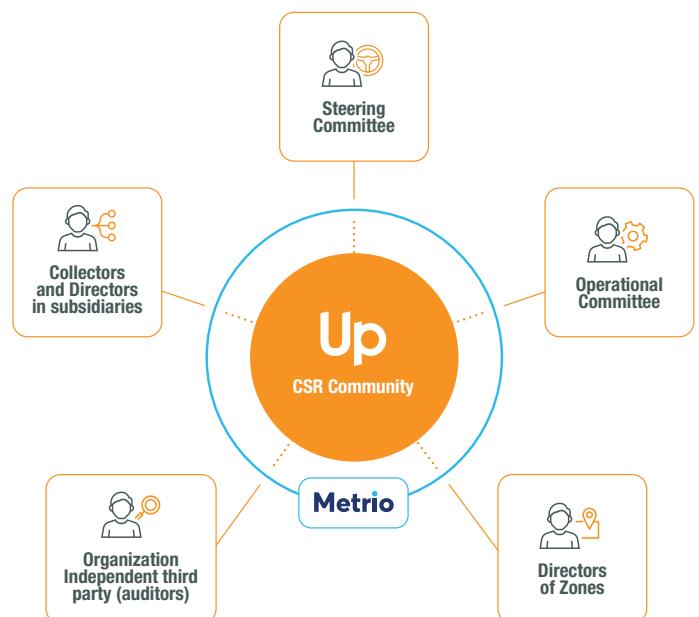 Steering
Committee
Collectors
and Directors
in subsidiaries
Operational
Committee
Up
CSR Community
Metrio
Organization
Independent third
party (auditors)
Directors
of Zones